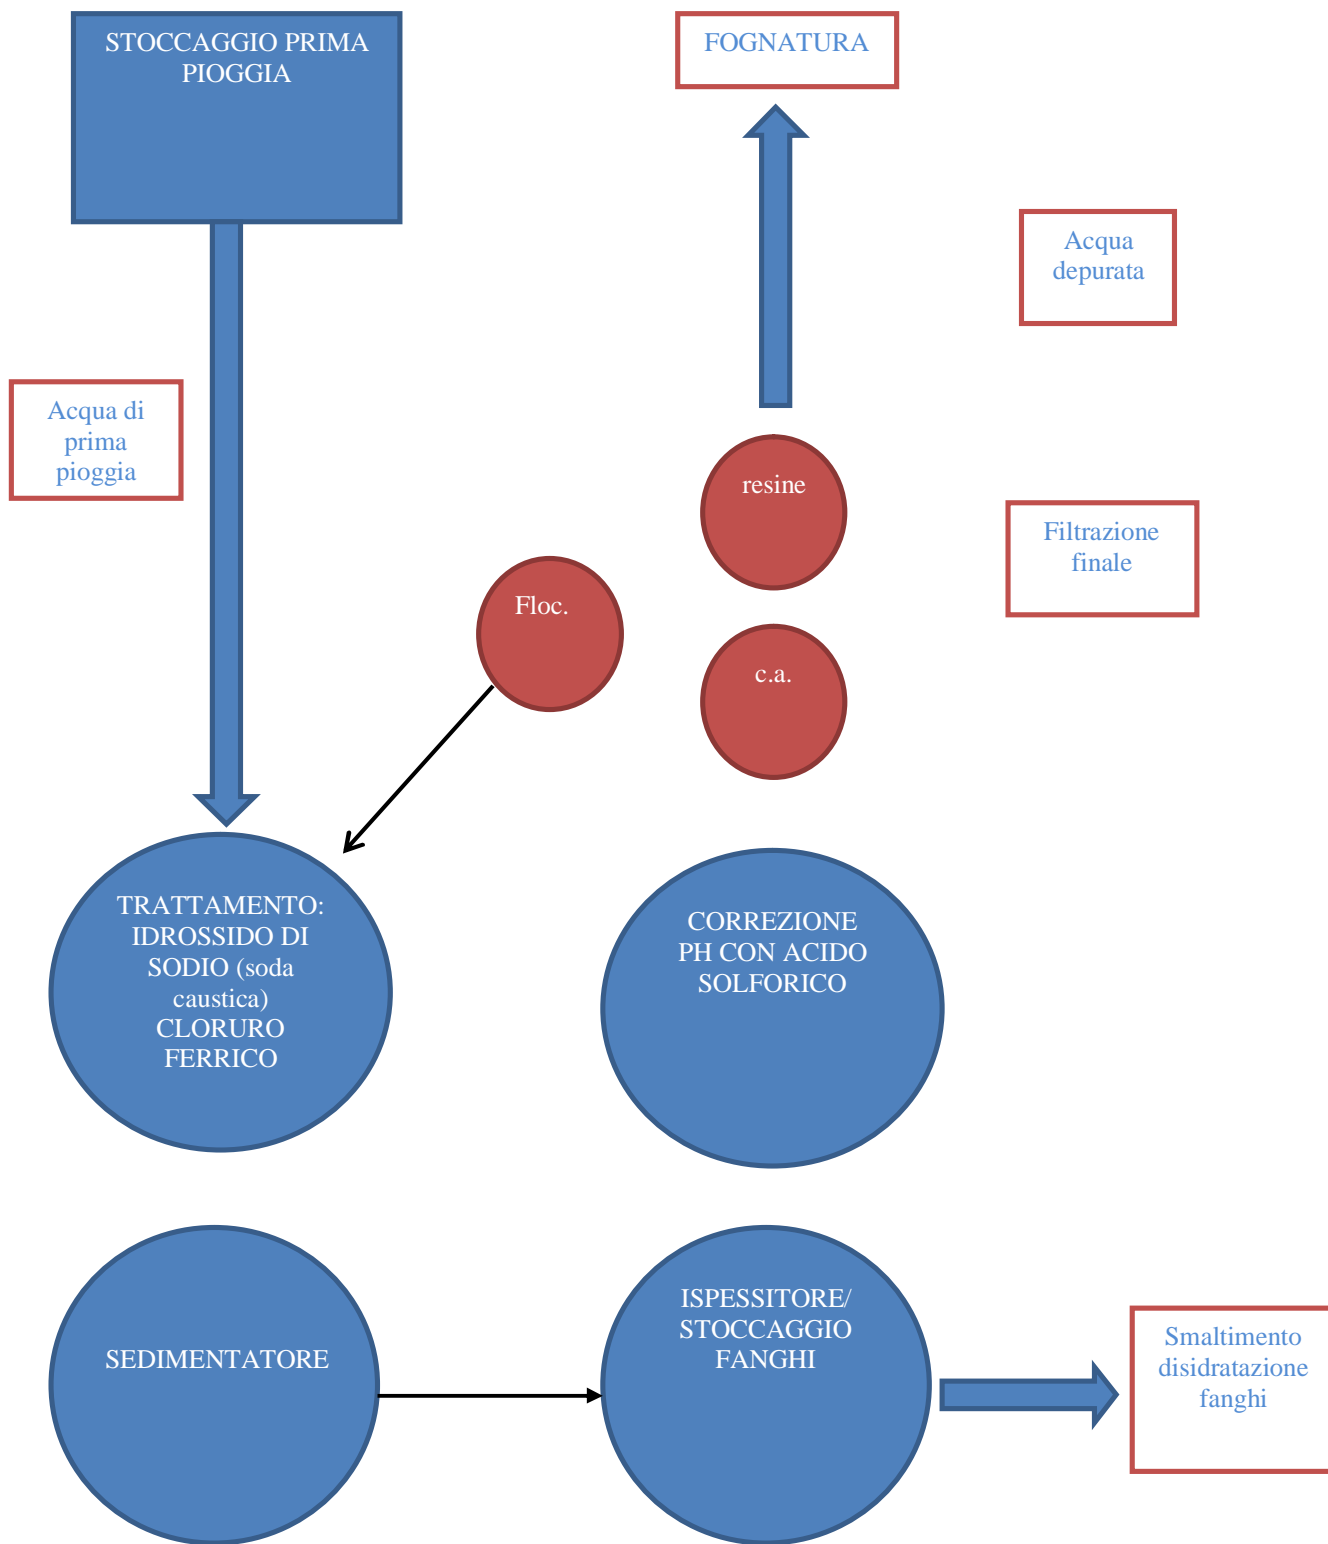 STOCCAGGIO PRIMA
PIOGGIA
FOGNATURA
Acqua
depurata
Acqua di
prima
pioggia
resine
Filtrazione
finale
Floc.
c.a.
TRATTAMENTO:
IDROSSIDO DI
SODIO (soda
caustica)
CLORURO
FERRICO
CORREZIONE
PH CON ACIDO
SOLFORICO
SEDIMENTATORE
ISPESSITORE/
STOCCAGGIO
FANGHI
Smaltimento
disidratazione
fanghi